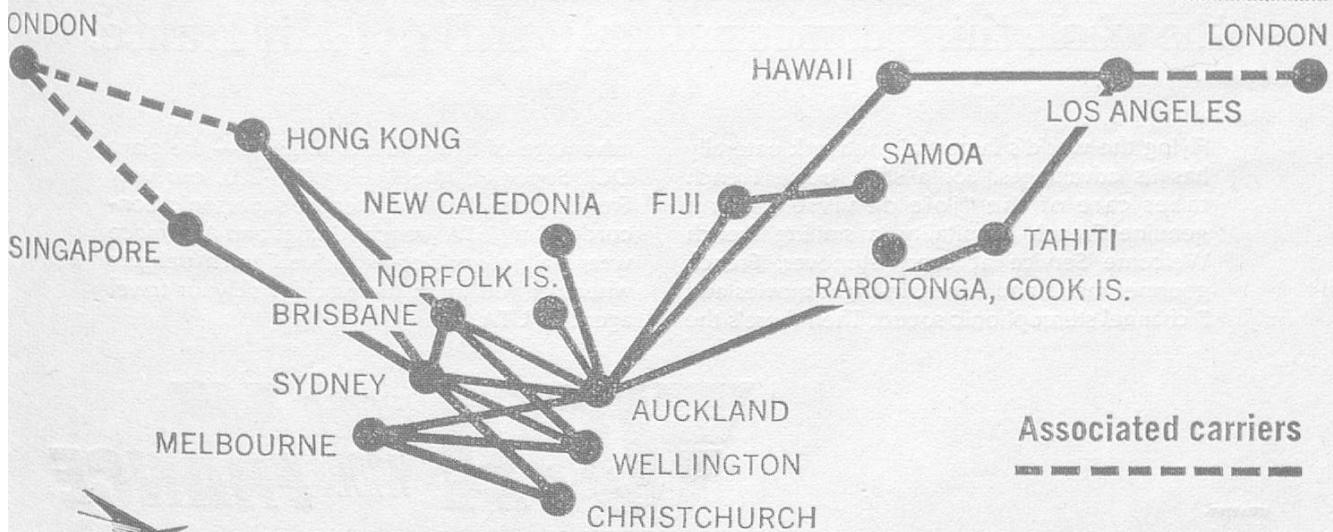 ONDON
LONDON
HAWAII
LOS ANGELES
HONG KONG
SAMOA
NEW CALEDONIA
FIJI
SINGAPORE
TAHITI
NORFOLK IS.
RAROTONGA, COOK IS.
BRISBANE
SYDNEY
AUCKLAND
MELBOURNE
Associated carriers
WELLINGTON
CHRISTCHURCH